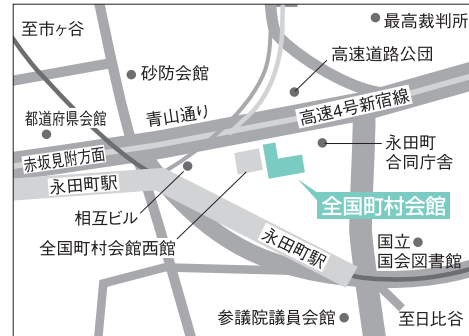 最高裁判所
至市ヶ谷
高速道路公団
砂防会館
高速4号新宿線
青山通り
都道府県会館
永田町
合同庁舎
赤坂見附方面
永田町駅
全国町村会館
相互ビル
全国町村会館西館
永田町駅
国立
国会図書館
参議院議員会館
至日比谷